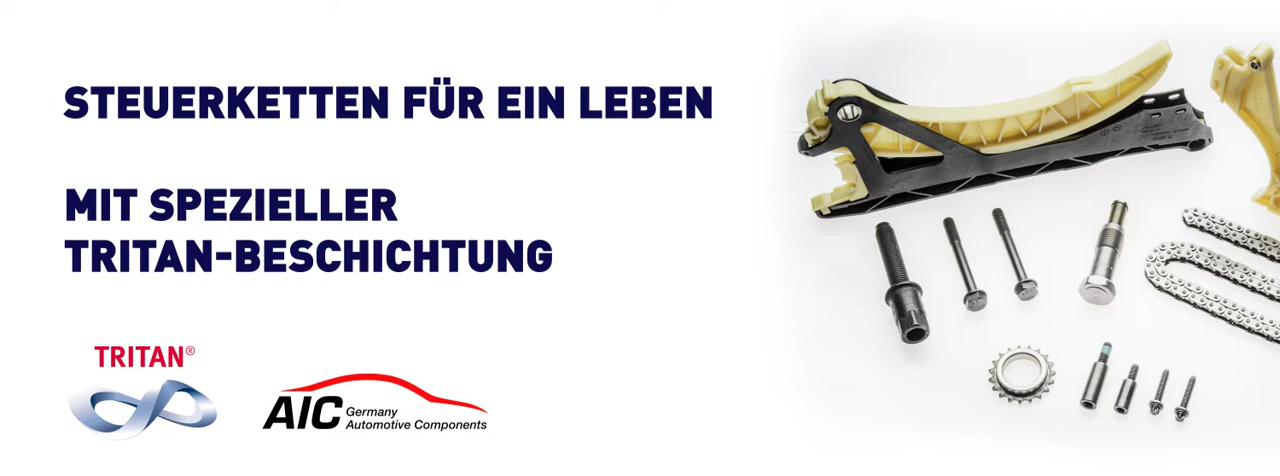 STEUERKETTEN FÜR EIN LEBEN
MIT SPEZIELLER
TRITAN-BESCHICHTUNG
TRITAN®
AIC Germany
Automotive Components